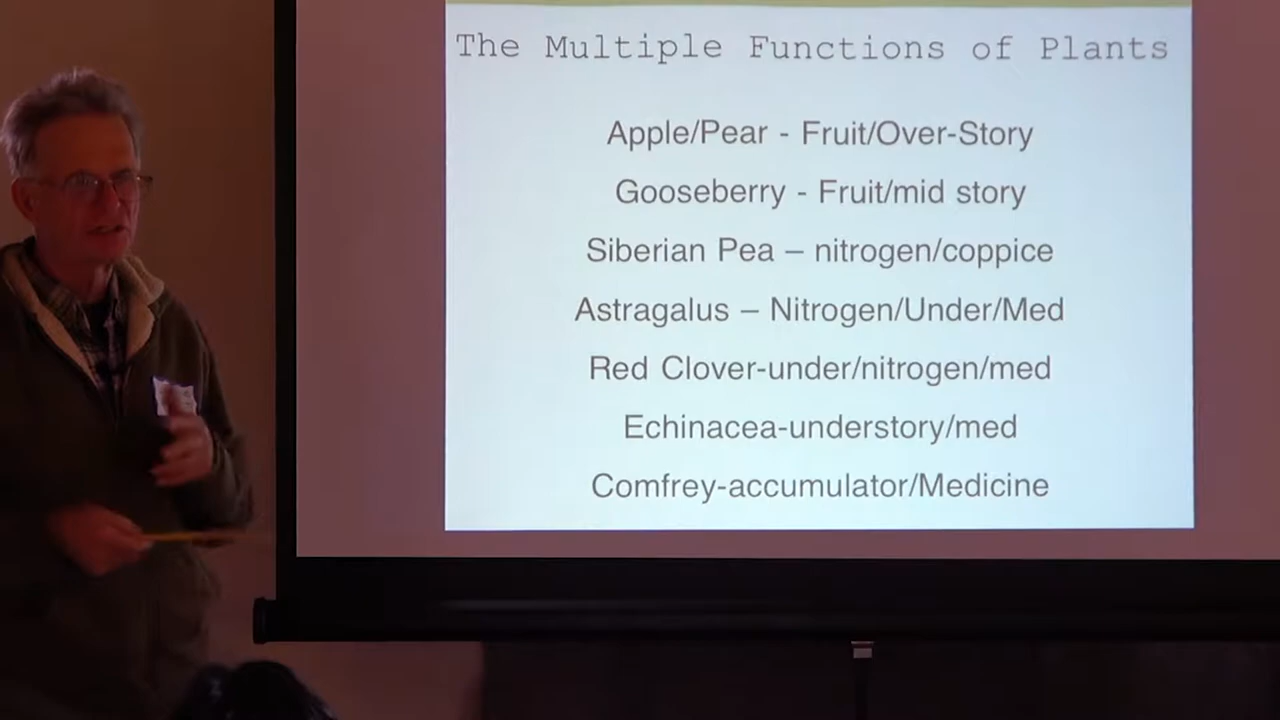 The Multiple Functions of Plants
Apple/Pear - Fruit/Over-Story
Gooseberry - Fruit/mid story
Siberian Pea – nitrogen/coppice
Astragalus – Nitrogen/Under/Med
Red Clover-under/nitrogen/med
Echinacea-understory/med
Comfrey-accumulator/Medicine